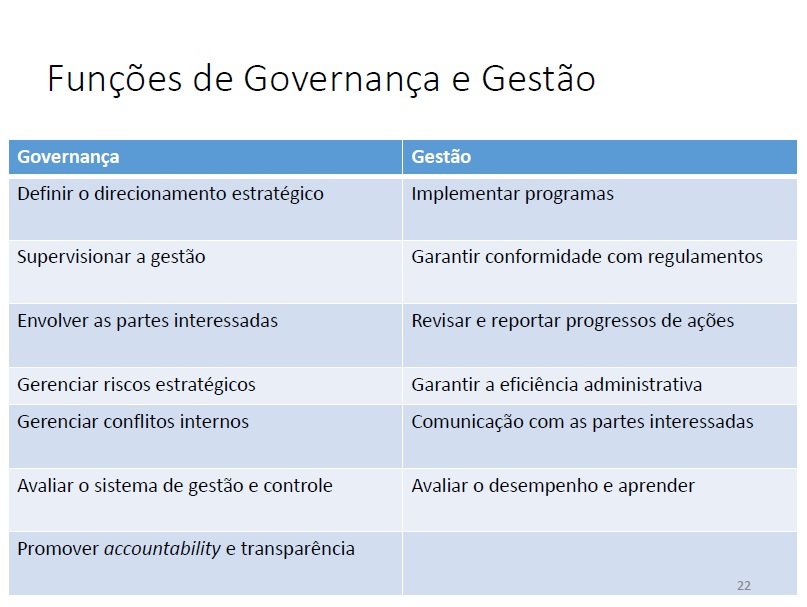 Funções de Governança e Gestão
Governança Gestão
Definir o direcionamento estratégico Implementar programas
Supervisionar a gestão Garantir conformidade com regulamentos
Envolver as partes interessadas Revisar e reportar progressos de ações
Gerenciar riscos estratégicos Garantir a eficiência administrativa
Gerenciar conflitos internos Comunicação com as partes interessadas
Avaliar o sistema de gestão e controle Avaliar o desempenho e aprender
Promover accountability e transparência
22